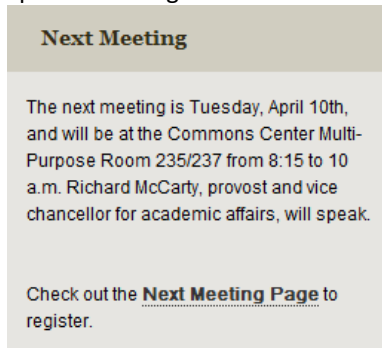 Next Meeting
The next meeting is Tuesday, April 10th,
and will be at the Commons Center Multi-
Purpose Room 235/237 from 8:15 to 10
a.m. Richard McCarty, provost and vice
chancellor for academic affairs, will speak.
Check out the Next Meeting Page to
register.